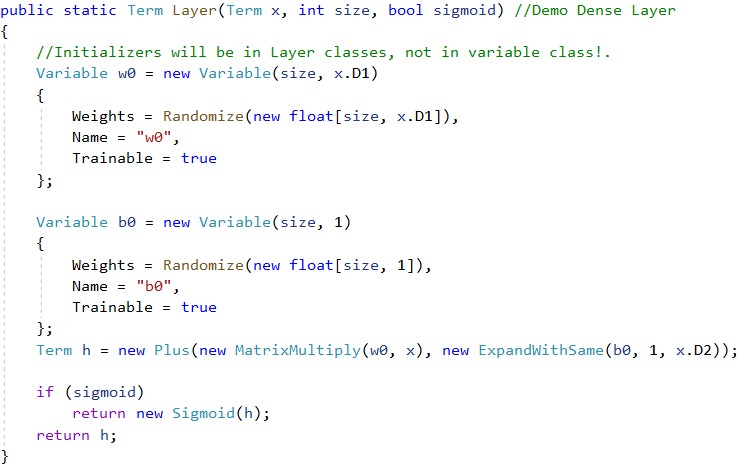 public static Term Layer(Term x, int size, bool sigmoid) //Demo Dense Layer
{
    //Initializers will be in Layer classes, not in variable class!.
    Variable w0 = new Variable(size, x.D1)
    {
        Weights = Randomize(new float[size, x.D1]),
        Name = "w0",
        Trainable = true
    };

    Variable b0 = new Variable(size, 1)
    {
        Weights = Randomize(new float[size, 1]),
        Name = "b0",
        Trainable = true
    };
    Term h = new Plus(new MatrixMultiply(w0, x), new ExpandWithSame(b0, 1, x.D2));

    if (sigmoid)
        return new Sigmoid(h);
    return h;
}